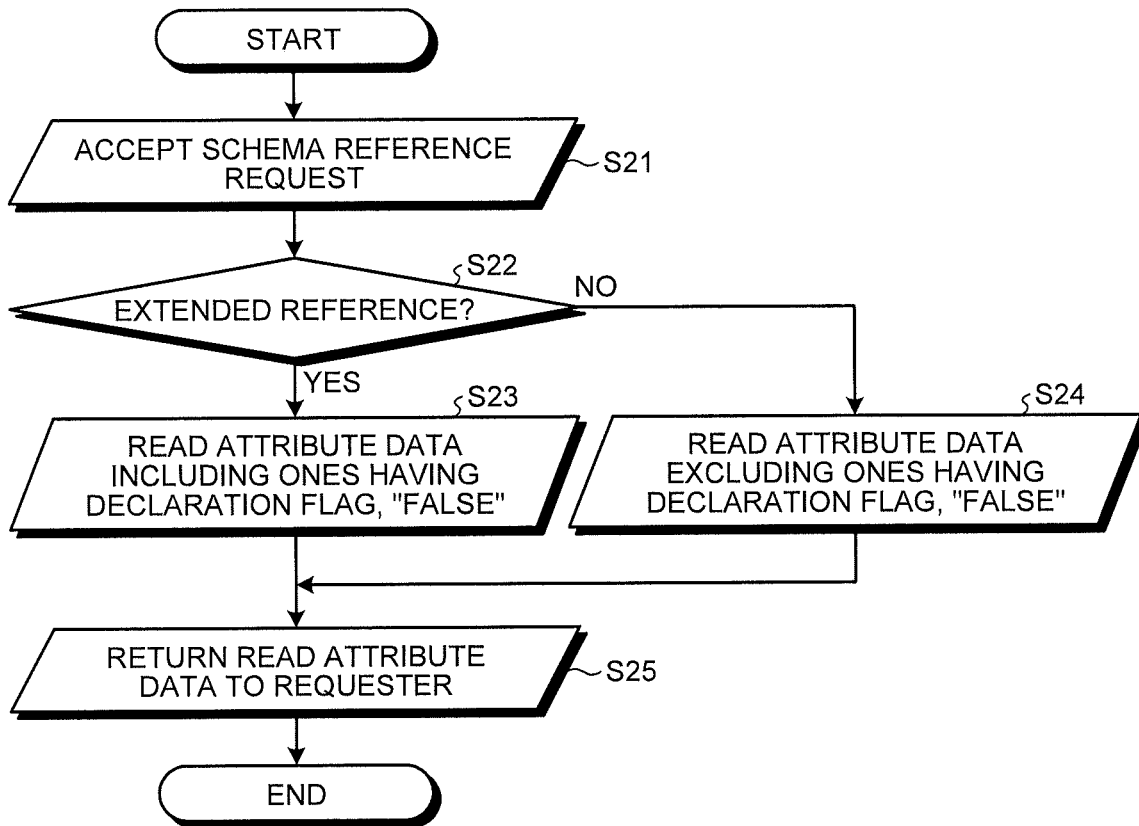 START
ACCEPT SCHEMA REFERENCE
REQUEST
S21
S22
EXTENDED REFERENCE?
NO
YES
S23
READ ATTRIBUTE DATA
INCLUDING ONES HAVING
DECLARATION FLAG, "FALSE"
S24
READ ATTRIBUTE DATA
EXCLUDING ONES HAVING
DECLARATION FLAG, "FALSE"
RETURN READ ATTRIBUTE
DATA TO REQUESTER
S25
END